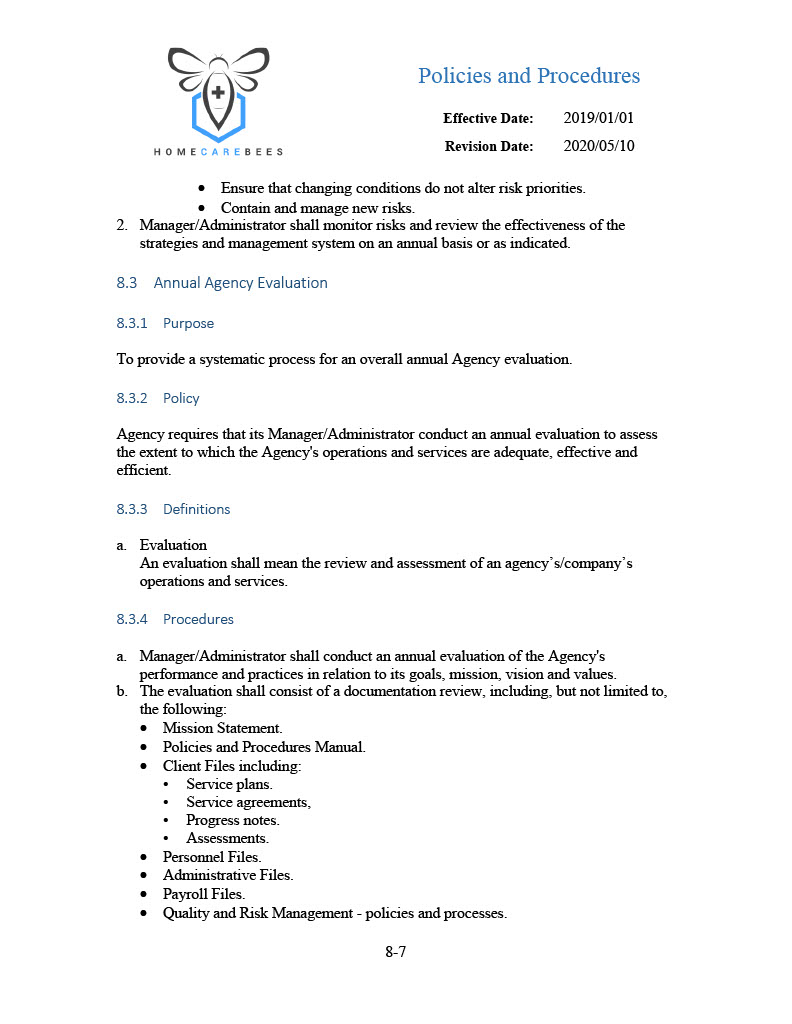 HOMECAREBEES
Policies and Procedures
Effective Date: 2019/01/01
Revision Date: 2020/05/10
• Ensure that changing conditions do not alter risk priorities.
• Contain and manage new risks.
2. Manager/Administrator shall monitor risks and review the effectiveness of the
strategies and management system on an annual basis or as indicated.
8.3 Annual Agency Evaluation
8.3.1 Purpose
To provide a systematic process for an overall annual Agency evaluation.
8.3.2 Policy
Agency requires that its Manager/Administrator conduct an annual evaluation to assess
the extent to which the Agency's operations and services are adequate, effective and
efficient.
8.3.3 Definitions
a. Evaluation
An evaluation shall mean the review and assessment of an agency’s/company’s
operations and services.
8.3.4 Procedures
a. Manager/Administrator shall conduct an annual evaluation of the Agency's
performance and practices in relation to its goals, mission, vision and values.
b. The evaluation shall consist of a documentation review, including, but not limited to,
the following:
• Mission Statement.
• Policies and Procedures Manual.
• Client Files including:
• Service plans.
• Service agreements,
• Progress notes.
• Assessments.
• Personnel Files.
• Administrative Files.
• Payroll Files.
• Quality and Risk Management - policies and processes.
8-7